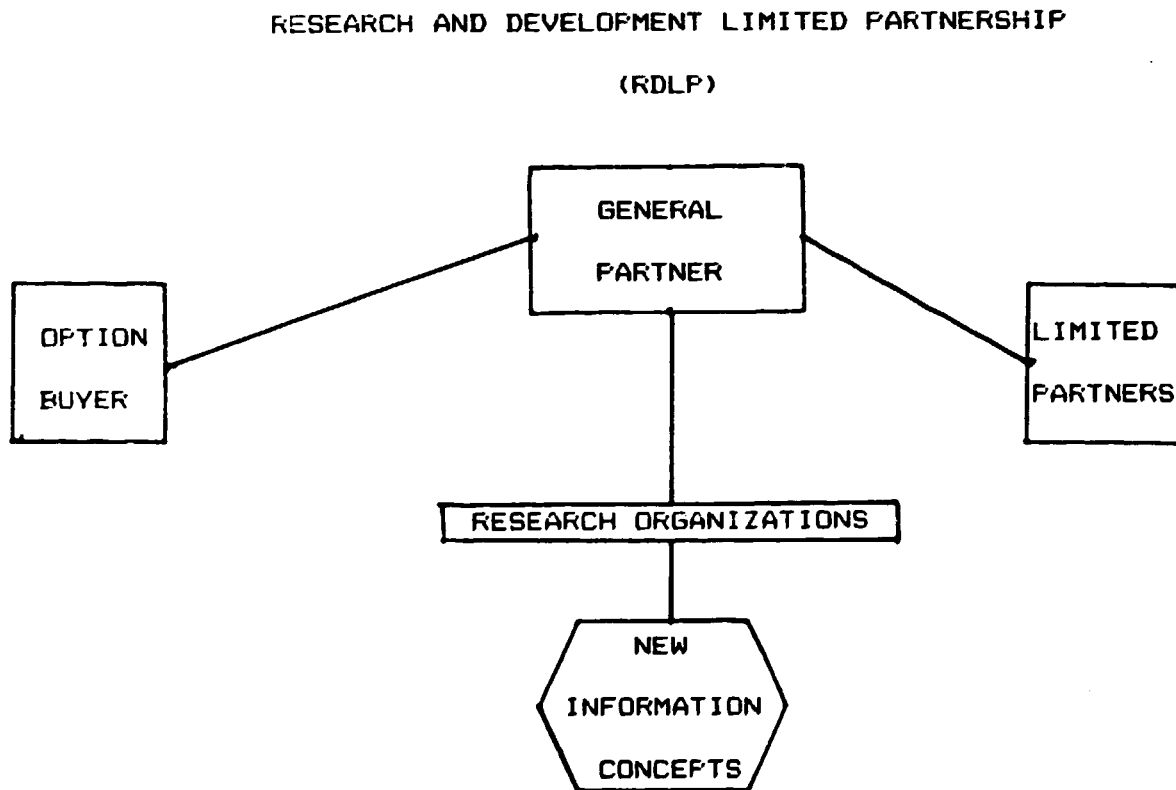 RESEARCH AND DEVELOPMENT LIMITED PARTNERSHIP
(RDLP)
GENERAL
PARTNER
OPTION
BUYER
LIMITED
PARTNERS
RESEARCH ORGANIZATIONS
NEW
INFORMATION
CONCEPTS